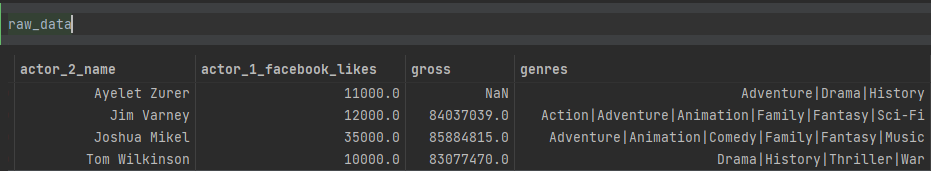 raw_data
actor_2_name actor_1_facebook_likes gross genres
Ayelet Zurer 11000.0 NaN Adventure|Drama|History
Jim Varney 12000.0 84037039.0 Action|Adventure|Animation|Family|Fantasy|Sci-Fi
Joshua Mikel 35000.0 85884815.0 Adventure|Animation|Comedy|Family|Fantasy|Music
Tom Wilkinson 10000.0 83077470.0 Drama|History|Thriller|War